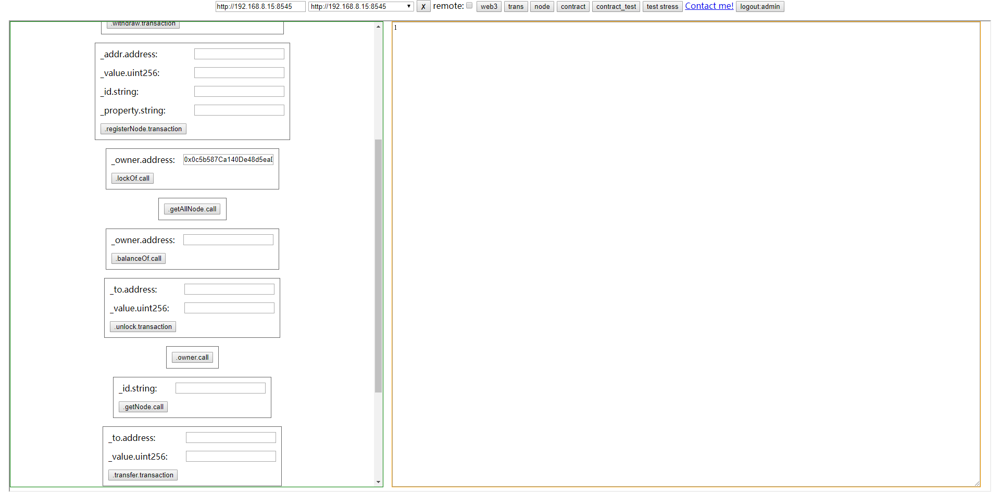 http://192.168.8.15:8545 http://192.168.8.15:8545 ✗ remote: web3 trans node contract contract_test test stress Contact me! logout:admin
.withdraw.transaction
1
_addr.address:
_value.uint256:
_id.string:
_property.string:
.registerNode.transaction
_owner.address: 0x0c5b587Ca140De48d5ea
.lockOf.call
.getAllNode.call
_owner.address:
.balanceOf.call
_to.address:
_value.uint256:
.unlock.transaction
.owner.call
_id.string:
.getNode.call
_to.address:
_value.uint256:
.transfer.transaction